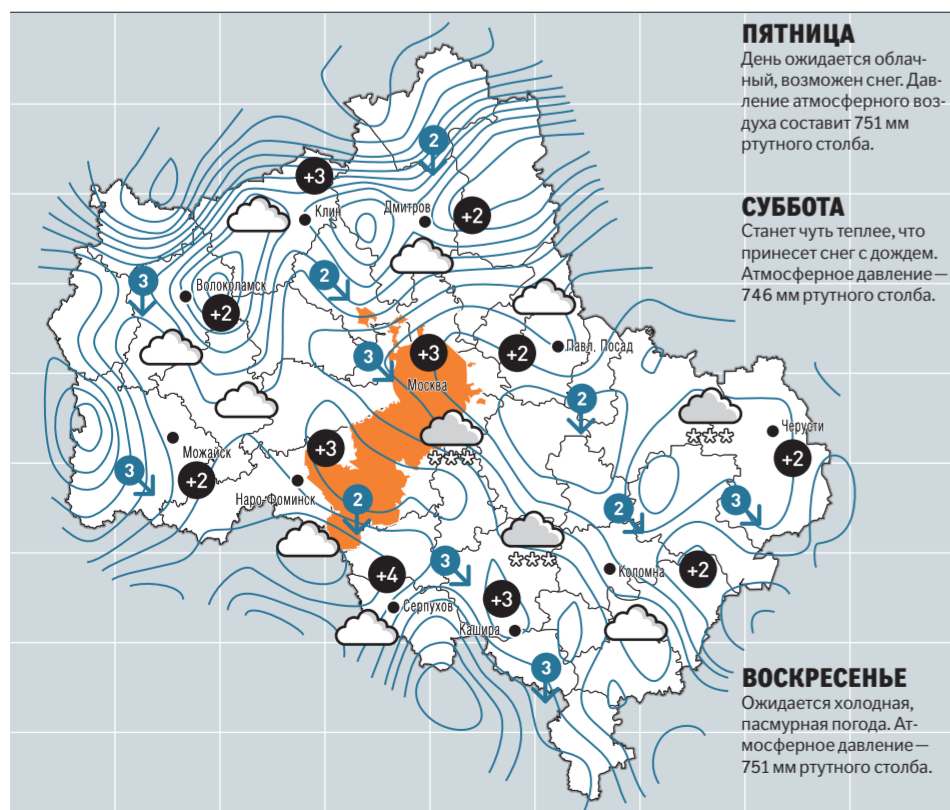 ПЯТНИЦА
День ожидается облач-
ный, возможен снег. Дав-
ление атмосферного воз-
духа составит 751 мм
ртутного столба.
СУББОТА
Станет чуть теплее, что
принесет снег с дождем.
Атмосферное давление —
746 мм ртутного столба.
ВОСКРЕСЕНЬЕ
Ожидается холодная,
пасмурная погода. Ат-
мосферное давление —
751 мм ртутного столба.
2
+3
Клин
Дмитров
+2
3
2
Волоколамск
+2
3
+3
Москва
+2
Павл. Посад
2
Черусти
+2
Можайск
3
+2
+3
Наро-Фоминск
2
2
3
+4
3
Серпухов
+3
Кашира
Коломна
+2
3